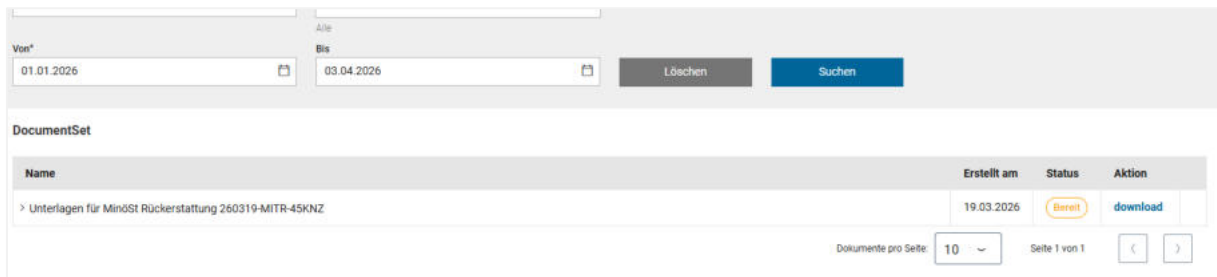 Alle
Von*
Bis
01.01.2026
03.04.2026
Löschen
Suchen
DocumentSet
Name Erstellt am Status Aktion
> Unterlagen für MinöSt Rückerstattung 260319-MITR-45KNZ 19.03.2026 Bereit download
Dokumente pro Seite: 10 Seite 1 von 1 < >